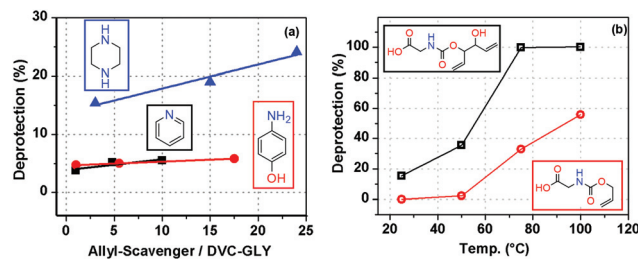 (a)
Deprotection (%)
30
20
10
0
0 5 10 15 20 25
Allyl-Scavenger / DVC-GLY
H
N
N
H
N
NH₂
OH
(b)
Deprotection (%)
100
80
60
40
20
0
20 40 60 80 100 120
Temp. (°C)
O
HO
H
N
O
O
OH
O
HO
H
N
O
O